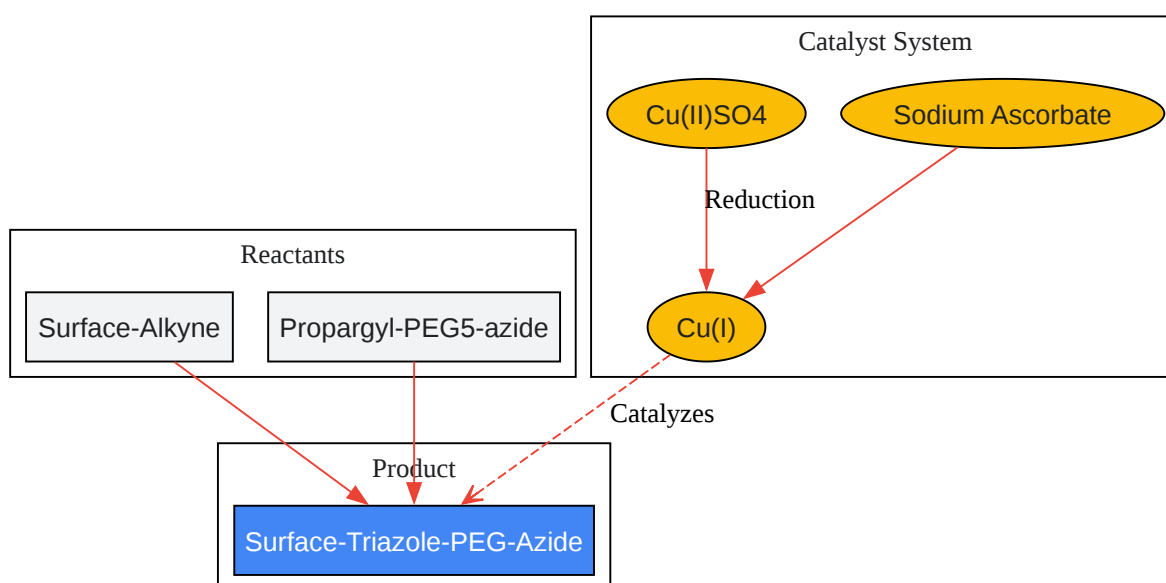 Catalyst System
Cu(II)SO4
Sodium Ascorbate
Reduction
Reactants
Surface-Alkyne
Propargyl-PEG5-azide
Cu(I)
Catalyzes
Product
Surface-Triazole-PEG-Azide